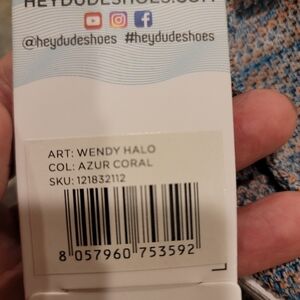 HEYDUDESHOES.COM
@heydudeshoes #heydudeshoes
ART: WENDY HALO
COL: AZUR CORAL
SKU: 121832112
8 057960 753592